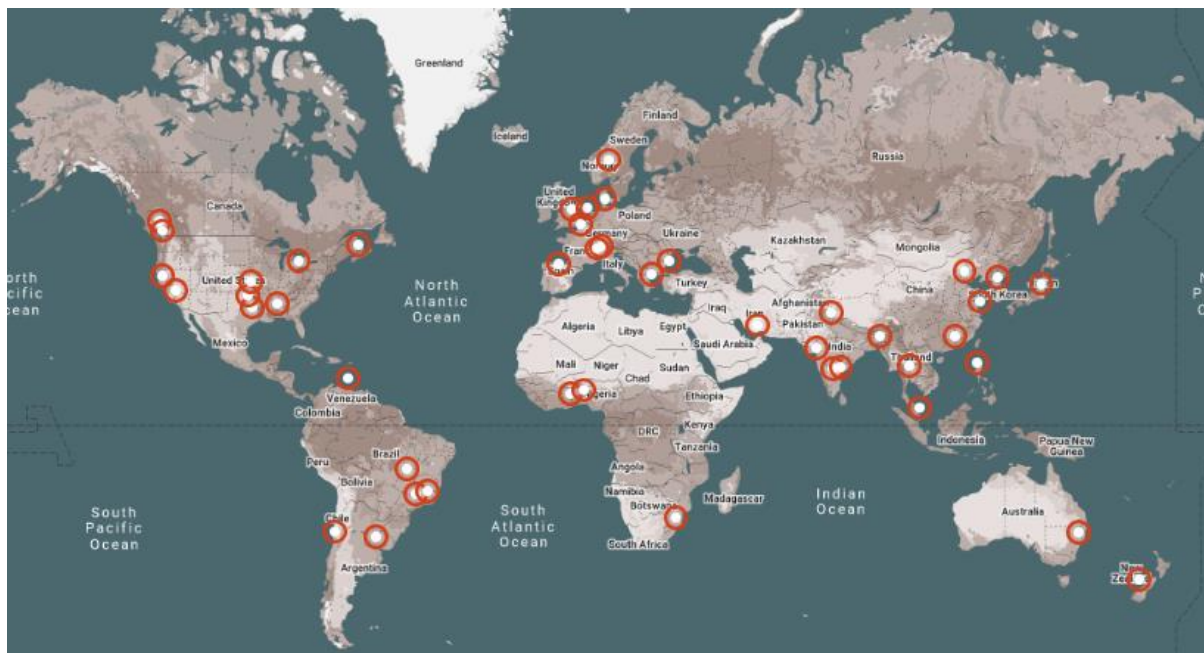 Greenland
Iceland
Finland
Sweden
Norway
Russia
United
Kingdom
Canada
Poland
Germany
Ukraine
Kazakhstan
Mongolia
France
Italy
Spain
Turkey
United States
North
Atlantic
Ocean
China
South Korea
Japan
Iraq
Iran
Afghanistan
Pakistan
Algeria
Libya
Egypt
Saudi Arabia
Mexico
India
Mali
Niger
Chad
Sudan
Thailand
Venezuela
Nigeria
Ethiopia
Colombia
Kenya
DRC
Indonesia
Papua New
Guinea
Tanzania
Brazil
Peru
Bolivia
Angola
Namibia
Botswana
Madagascar
Indian
Ocean
South
Pacific
Ocean
Chile
South
Atlantic
Ocean
Australia
South Africa
Argentina
New
Zealand